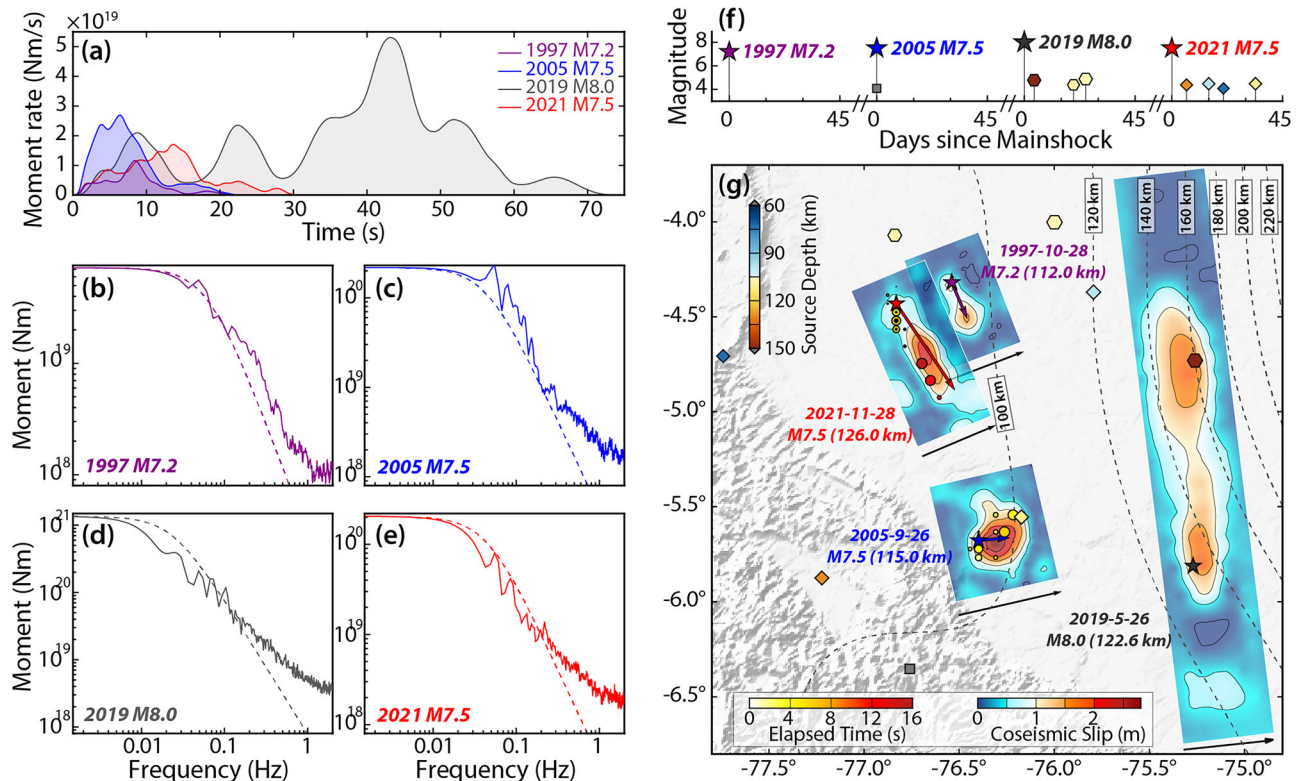 ×10¹⁹
(a)
1997 M7.2
2005 M7.5
2019 M8.0
2021 M7.5
Moment rate (Nm/s)
5
4
3
2
1
0
0 10 20 30 40 50 60 70
Time (s)
(b)
10⁹
10⁸
1997 M7.2
Moment (Nm)
(c)
10²⁰
10⁹
10⁸
2005 M7.5
(d)
10²¹
10²⁰
10⁹
10⁸
2019 M8.0
Moment (Nm)
0.01 0.1 1
Frequency (Hz)
(e)
10²⁰
10⁹
10⁸
2021 M7.5
0.01 0.1 1
Frequency (Hz)
(f)
Magnitude
8
6
4
1997 M7.2
2005 M7.5
2019 M8.0
2021 M7.5
0 45 0 45 0 45 0 45
Days since Mainshock
(g)
-4.0°
-4.5°
-5.0°
-5.5°
-6.0°
-6.5°
60
90
120
150
Source Depth (km)
120 km
140 km
160 km
180 km
200 km
220 km
100 km
1997-10-28
M7.2 (112.0 km)
2021-11-28
M7.5 (126.0 km)
2005-9-26
M7.5 (115.0 km)
2019-5-26
M8.0 (122.6 km)
0 4 8 12 16
Elapsed Time (s)
0 2
Coseismic Slip (m)
-77.5° -77.0° -76.5° -76.0° -75.5° -75.0°